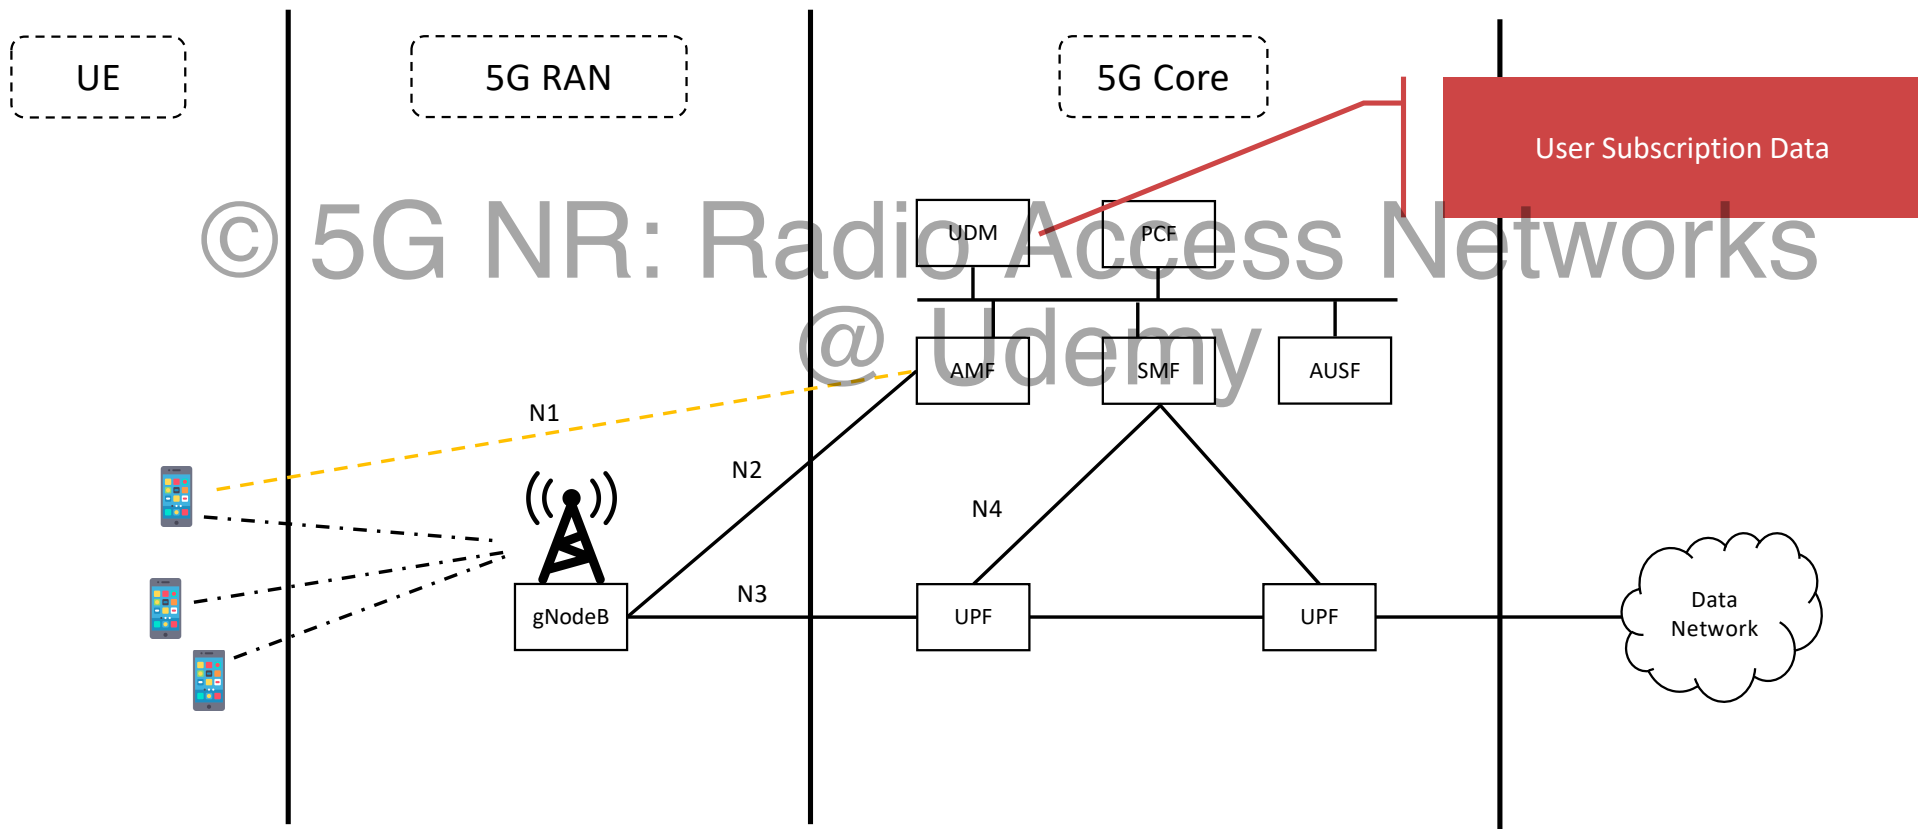 UE
5G RAN
5G Core
User Subscription Data
© 5G NR: Radio Access Networks
@ Udemy
UDM
PCF
AMF
SMF
AUSF
N1
N2
N4
N3
gNodeB
UPF
UPF
Data
Network